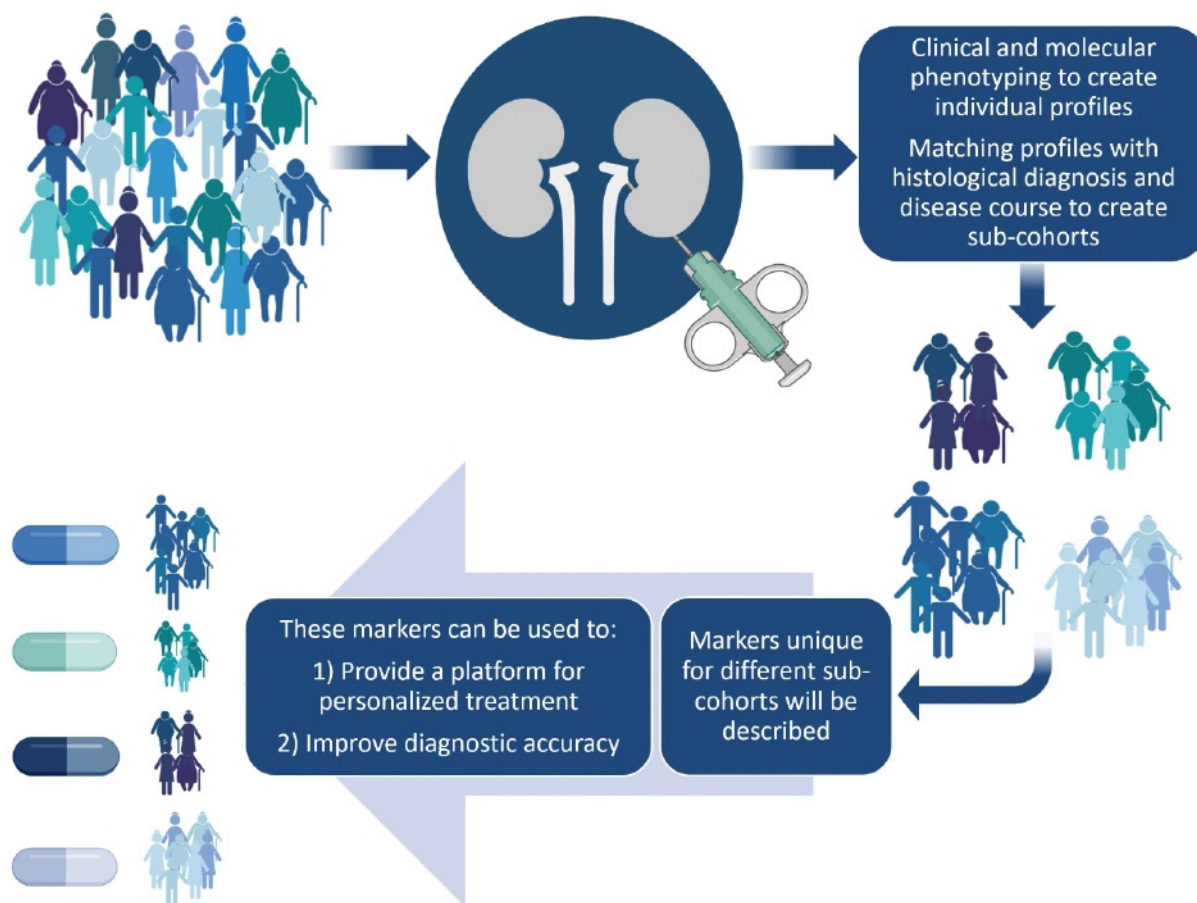 Clinical and molecular
phenotyping to create
individual profiles
Matching profiles with
histological diagnosis and
disease course to create
sub-cohorts
These markers can be used to:
1) Provide a platform for
personalized treatment
2) Improve diagnostic accuracy
Markers unique
for different sub-
cohorts will be
described